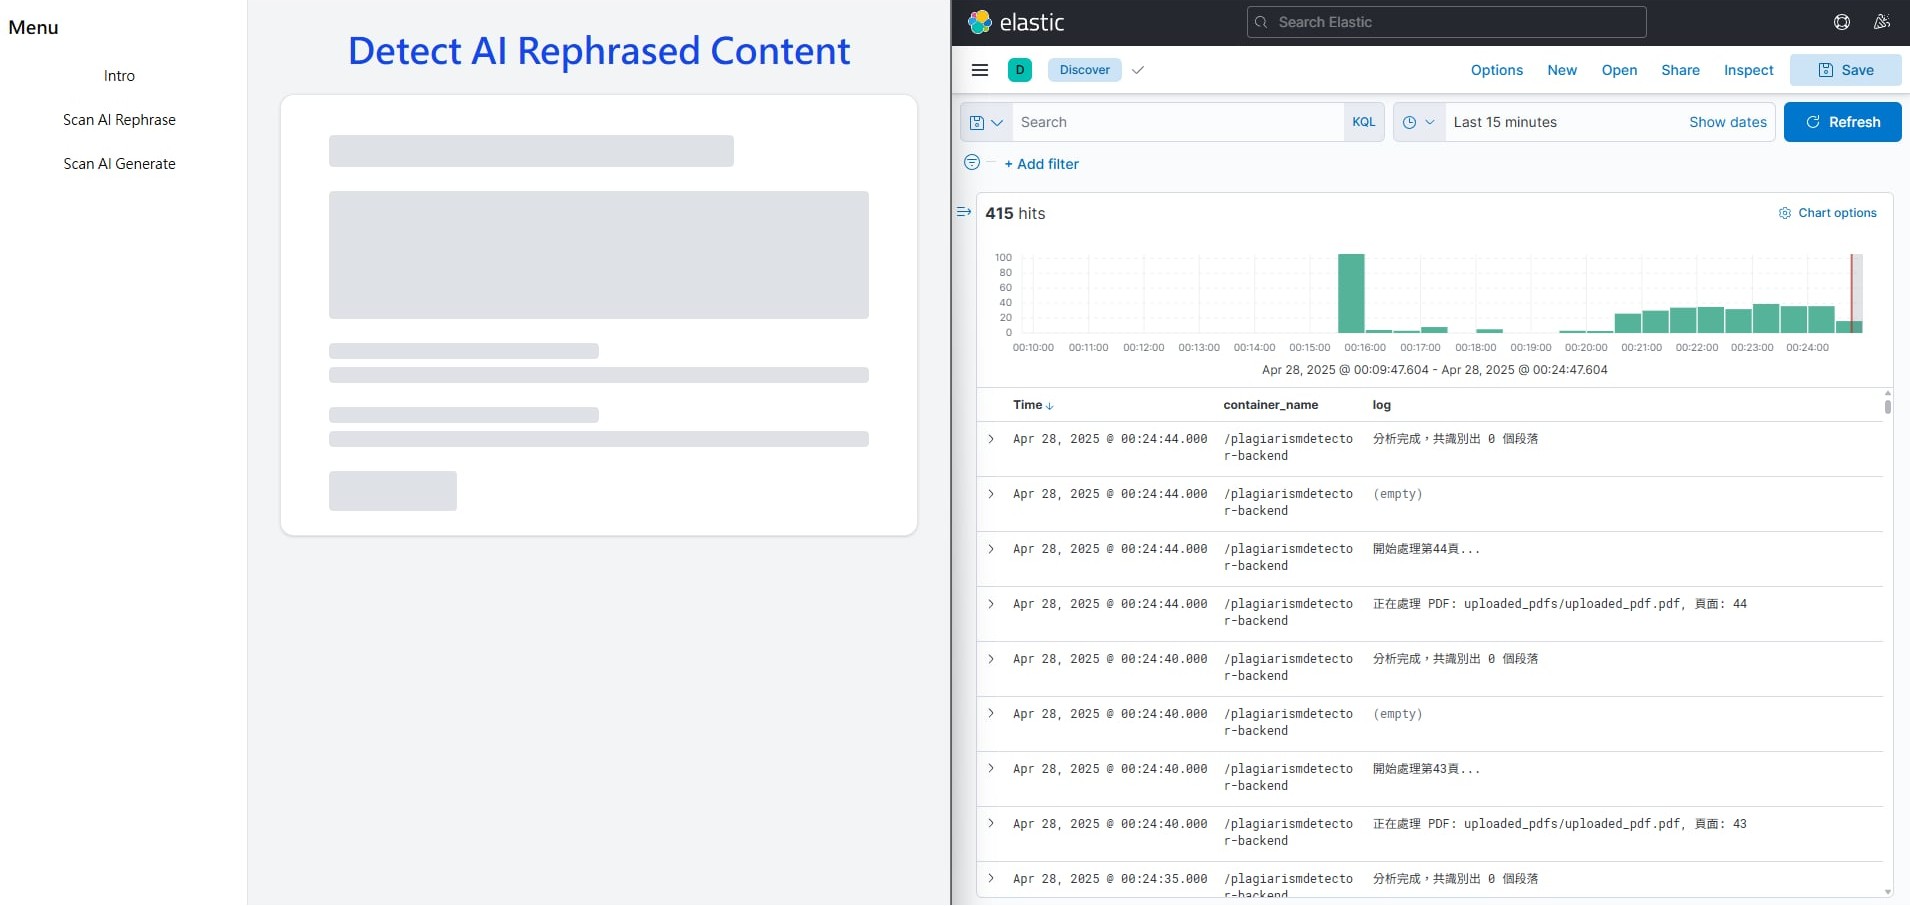 Menu
Intro
Scan AI Rephrase
Scan AI Generate
Detect AI Rephrased Content
elastic
Search Elastic
D
Discover
Options
New
Open
Share
Inspect
Save
Search
KQL
Last 15 minutes
Show dates
Refresh
+ Add filter
415 hits
Chart options
100
80
60
40
20
0
00:10:00 00:11:00 00:12:00 00:13:00 00:14:00 00:15:00 00:16:00 00:17:00 00:18:00 00:19:00 00:20:00 00:21:00 00:22:00 00:23:00 00:24:00
Apr 28, 2025 @ 00:09:47.604 - Apr 28, 2025 @ 00:24:47.604
Time container_name log
Apr 28, 2025 @ 00:24:44.000 /plagiarismdetecto 分析完成，共識別出 0 個段落
r-backend
Apr 28, 2025 @ 00:24:44.000 /plagiarismdetecto (empty)
r-backend
Apr 28, 2025 @ 00:24:44.000 /plagiarismdetecto 開始處理第44頁...
r-backend
Apr 28, 2025 @ 00:24:44.000 /plagiarismdetecto 正在處理 PDF: uploaded_pdfs/uploaded_pdf.pdf, 頁面: 44
r-backend
Apr 28, 2025 @ 00:24:40.000 /plagiarismdetecto 分析完成，共識別出 0 個段落
r-backend
Apr 28, 2025 @ 00:24:40.000 /plagiarismdetecto (empty)
r-backend
Apr 28, 2025 @ 00:24:40.000 /plagiarismdetecto 開始處理第43頁...
r-backend
Apr 28, 2025 @ 00:24:40.000 /plagiarismdetecto 正在處理 PDF: uploaded_pdfs/uploaded_pdf.pdf, 頁面: 43
r-backend
Apr 28, 2025 @ 00:24:35.000 /plagiarismdetecto 分析完成，共識別出 0 個段落
r-backend